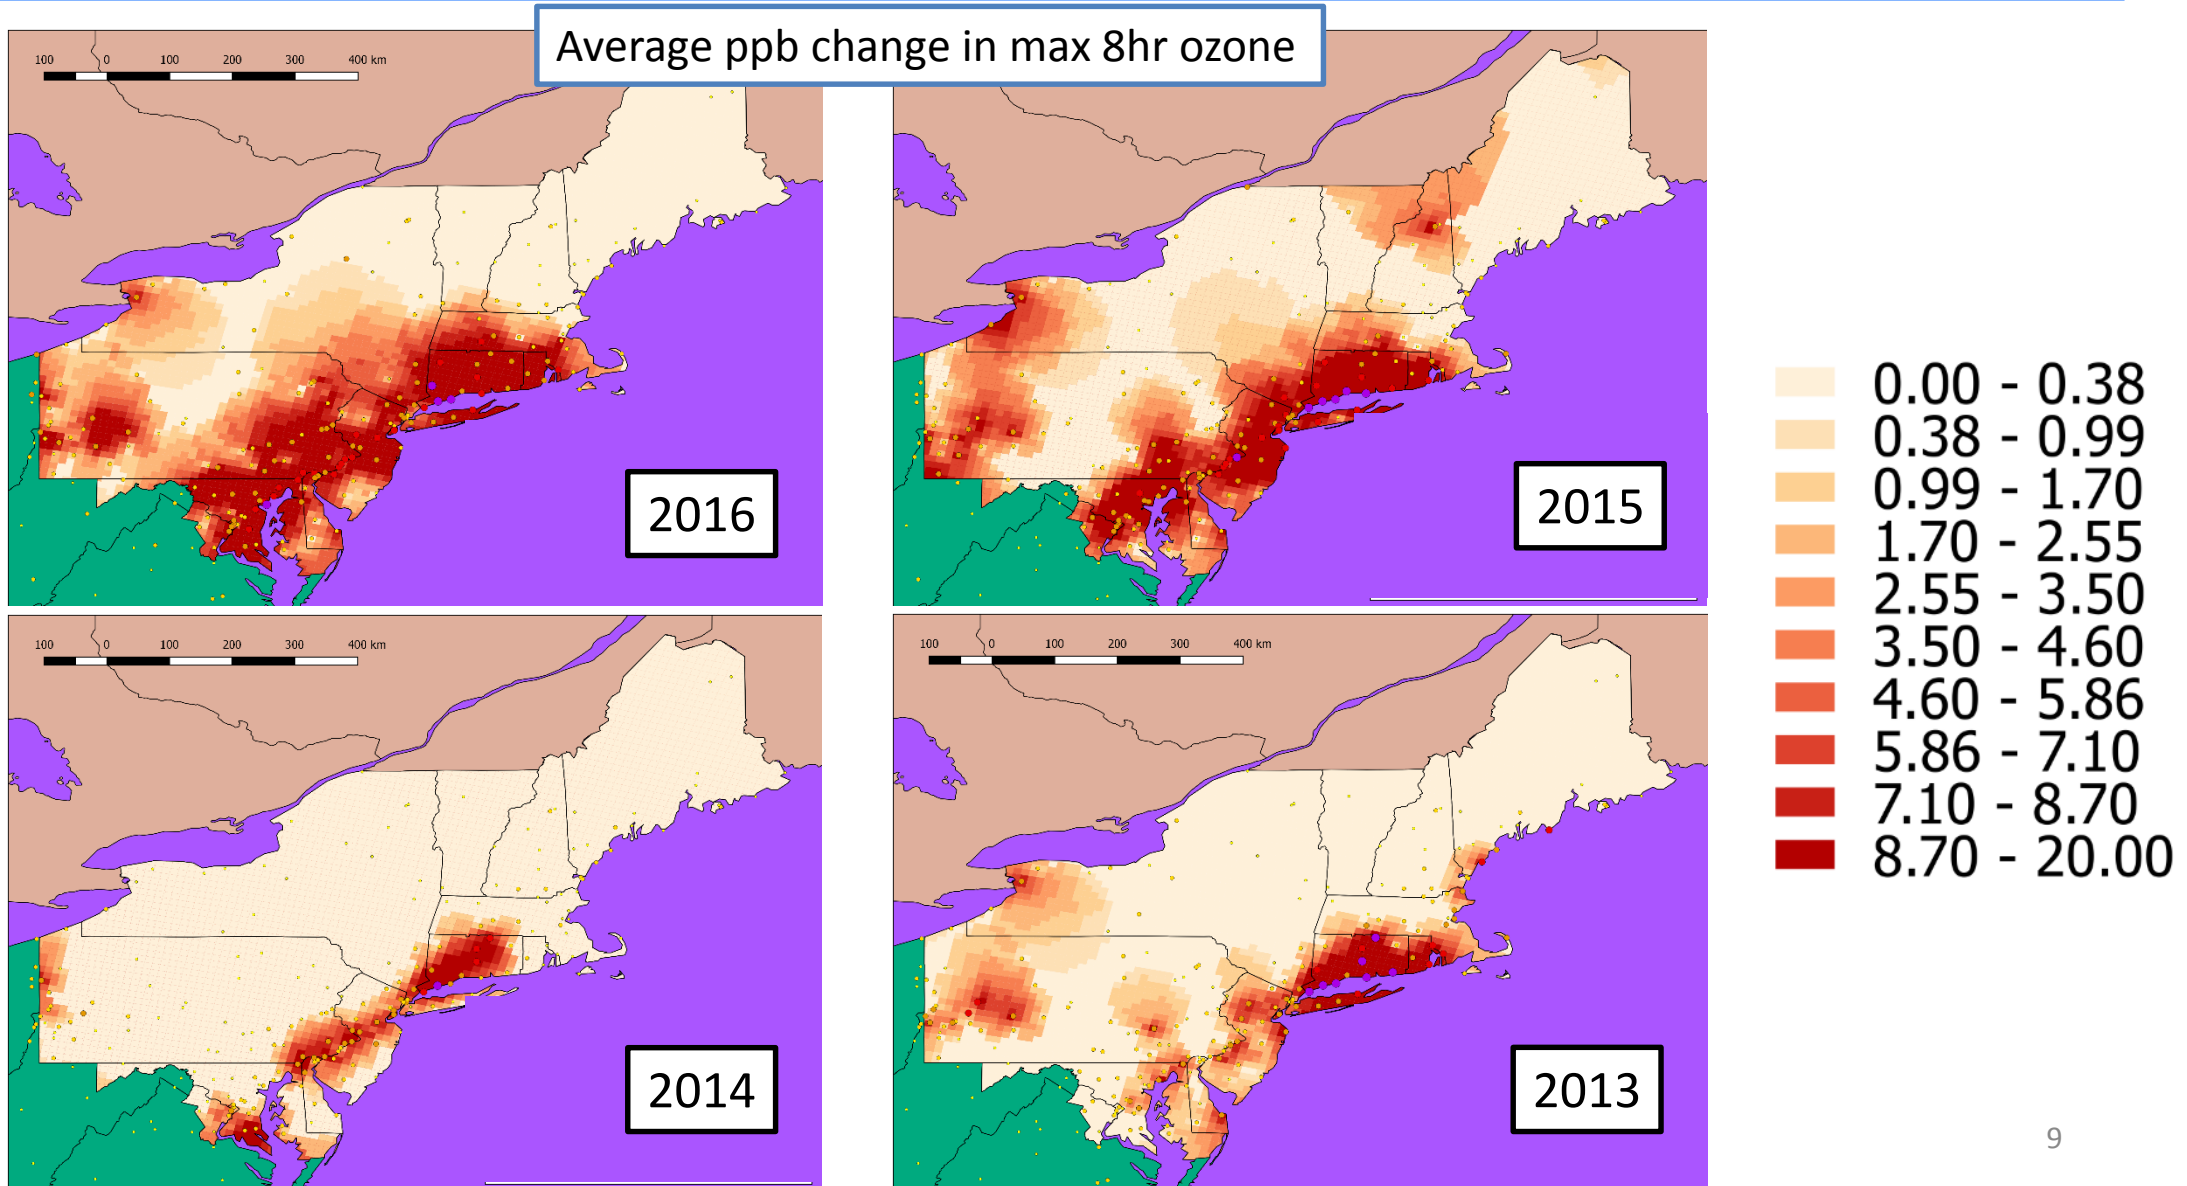 Average ppb change in max 8hr ozone
100 0 100 200 300 400 km
2016
2015
100 0 100 200 300 400 km
100 0 100 200 300 400 km
2014
2013
0.00 - 0.38
0.38 - 0.99
0.99 - 1.70
1.70 - 2.55
2.55 - 3.50
3.50 - 4.60
4.60 - 5.86
5.86 - 7.10
7.10 - 8.70
8.70 - 20.00
9